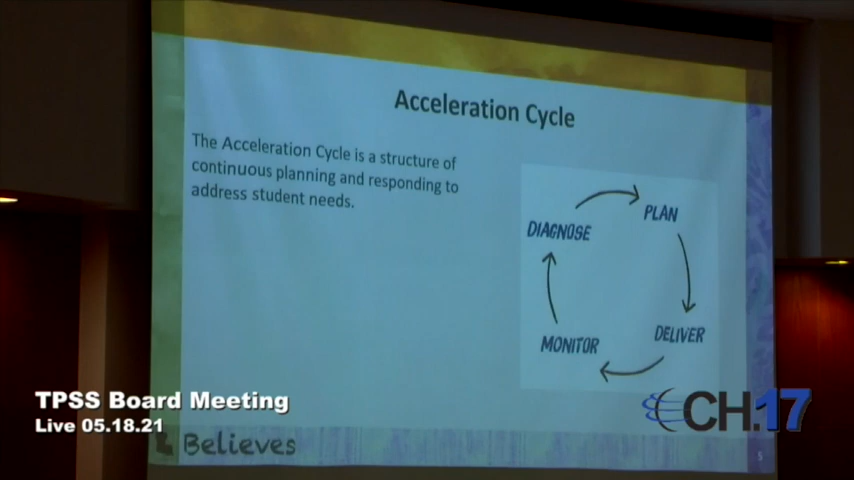 Acceleration Cycle
The Acceleration Cycle is a structure of
continuous planning and responding to
address student needs.
PLAN
DIAGNOSE
DELIVER
MONITOR
TPSS Board Meeting
Live 05.18.21
CH.17
Believes
5